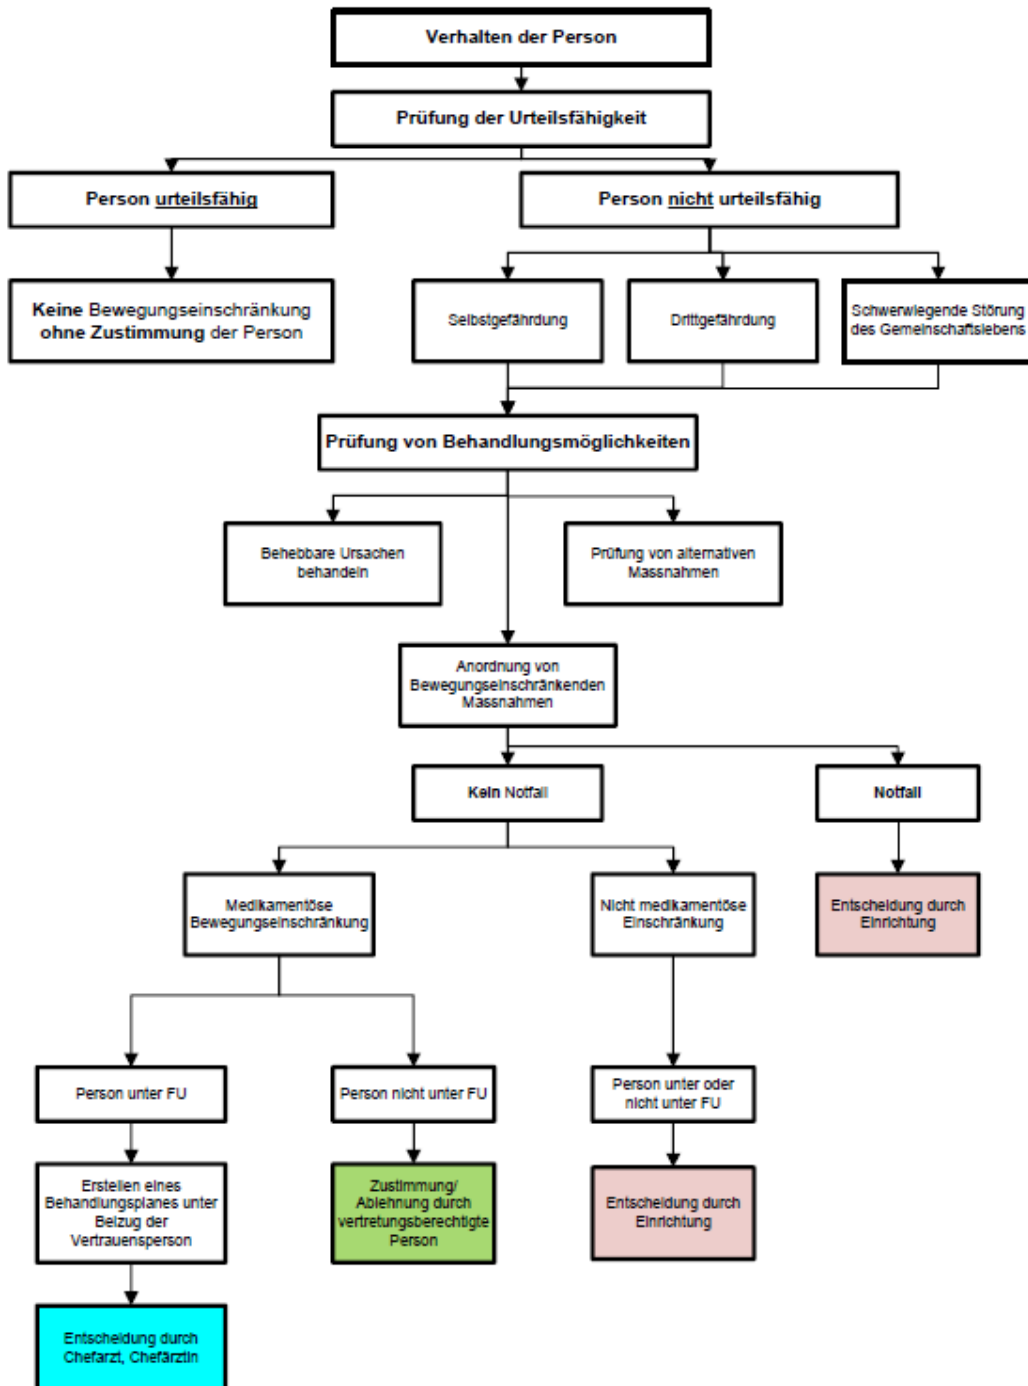 Verhalten der Person
Prüfung der Urteilsfähigkeit
Person urteilsfähig
Person nicht urteilsfähig
Keine Bewegungseinschränkung
ohne Zustimmung der Person
Selbstgefährdung
Drittgefährdung
Schwerwiegende Störung
des Gemeinschaftslebens
Prüfung von Behandlungsmöglichkeiten
Behebbare Ursachen
behandeln
Prüfung von alternativen
Massnahmen
Anordnung von
Bewegungseinschränkenden
Massnahmen
Kein Notfall
Notfall
Medikamentöse
Bewegungseinschränkung
Nicht medikamentöse
Einschränkung
Entscheidung durch
Einrichtung
Person unter FU
Person nicht unter FU
Person unter oder
nicht unter FU
Erstellen eines
Behandlungsplanes unter
Beizug der
Vertrauensperson
Zustimmung/
Ablehnung durch
vertretungsberechtigte
Person
Entscheidung durch
Einrichtung
Entscheidung durch
Chefarzt, Chefärztin